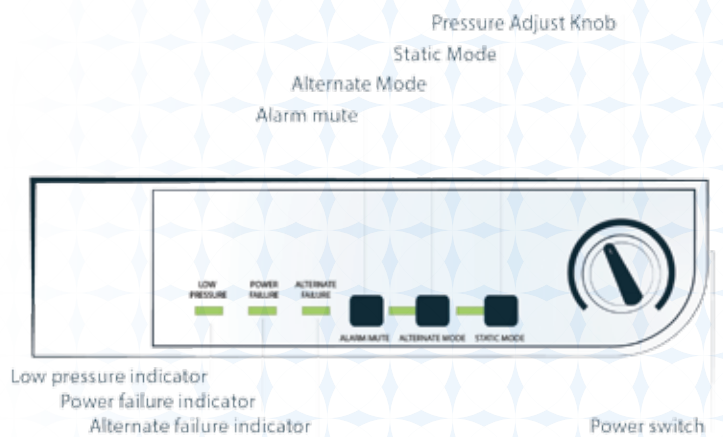 Pressure Adjust Knob
Static Mode
Alternate Mode
Alarm mute
LOW PRESSURE
POWER FAILURE
ALTERNATE FAILURE
ALARM MUTE
ALTERNATE MODE
STATIC MODE
Low pressure indicator
Power failure indicator
Alternate failure indicator
Power switch